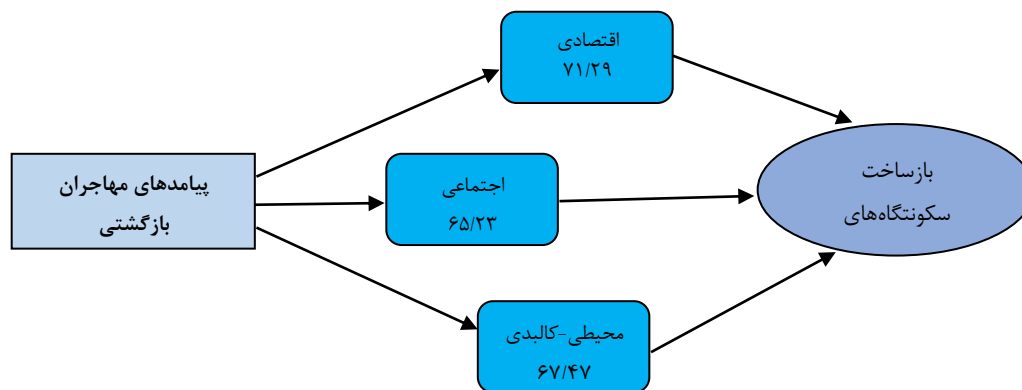 اقتصادی
۷۱/۲۹
پیامدهای مهاجران
بازگشتی
اجتماعی
۶۵/۲۳
محیطی-کالبدی
۶۷/۴۷
بازساخت
سکونتگاه‌های